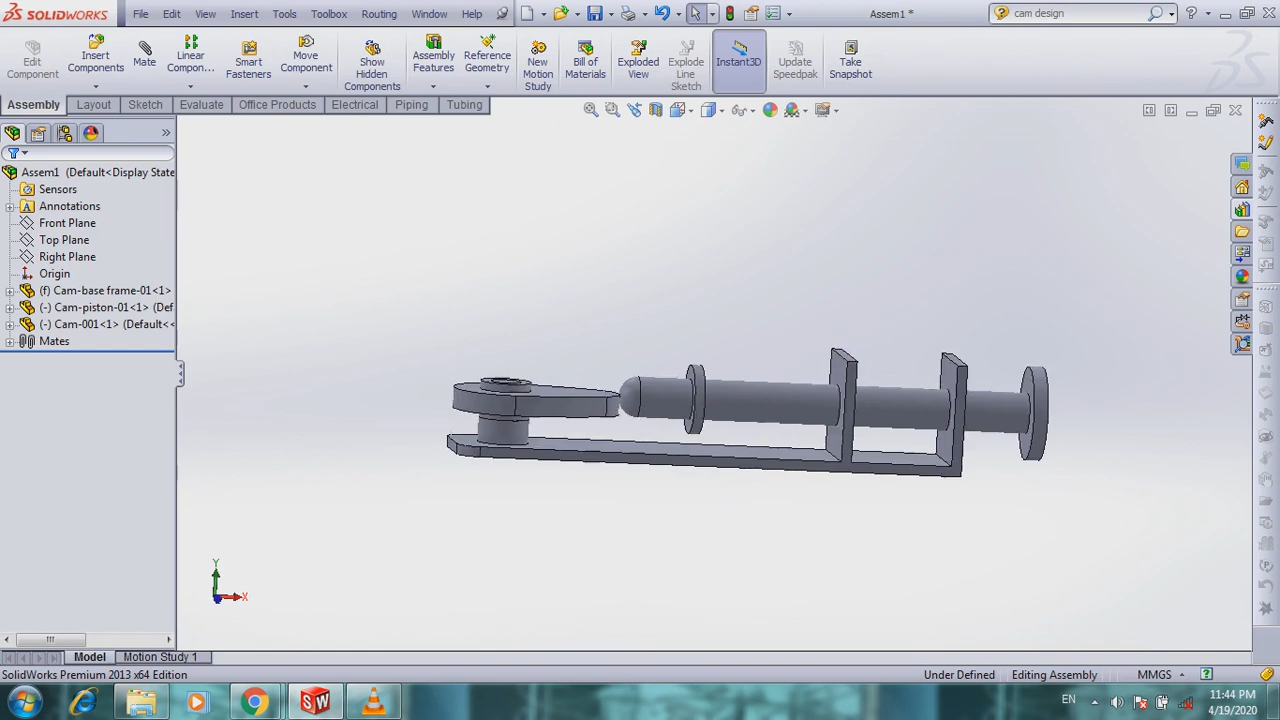 SOLIDWORKS File Edit View Insert Tools Toolbox Routing Window Help Assem1 * cam design
Edit Component
Insert Components
Mate
Linear Compon...
Smart Fasteners
Move Component
Show Hidden Components
Assembly Features
Reference Geometry
New Motion Study
Bill of Materials
Exploded View
Explode Line Sketch
Instant3D
Update Speedpak
Take Snapshot
Assembly Layout Sketch Evaluate Office Products Electrical Piping Tubing
Assem1 (Default<Display State
Sensors
Annotations
Front Plane
Top Plane
Right Plane
Origin
(f) Cam-base frame-01<1>
(-) Cam-piston-01<1> (Def
(-) Cam-001<1> (Default<<
Mates
Y
X
Model Motion Study 1
SolidWorks Premium 2013 x64 Edition Under Defined Editing Assembly MMGS
EN 11:44 PM
4/19/2020